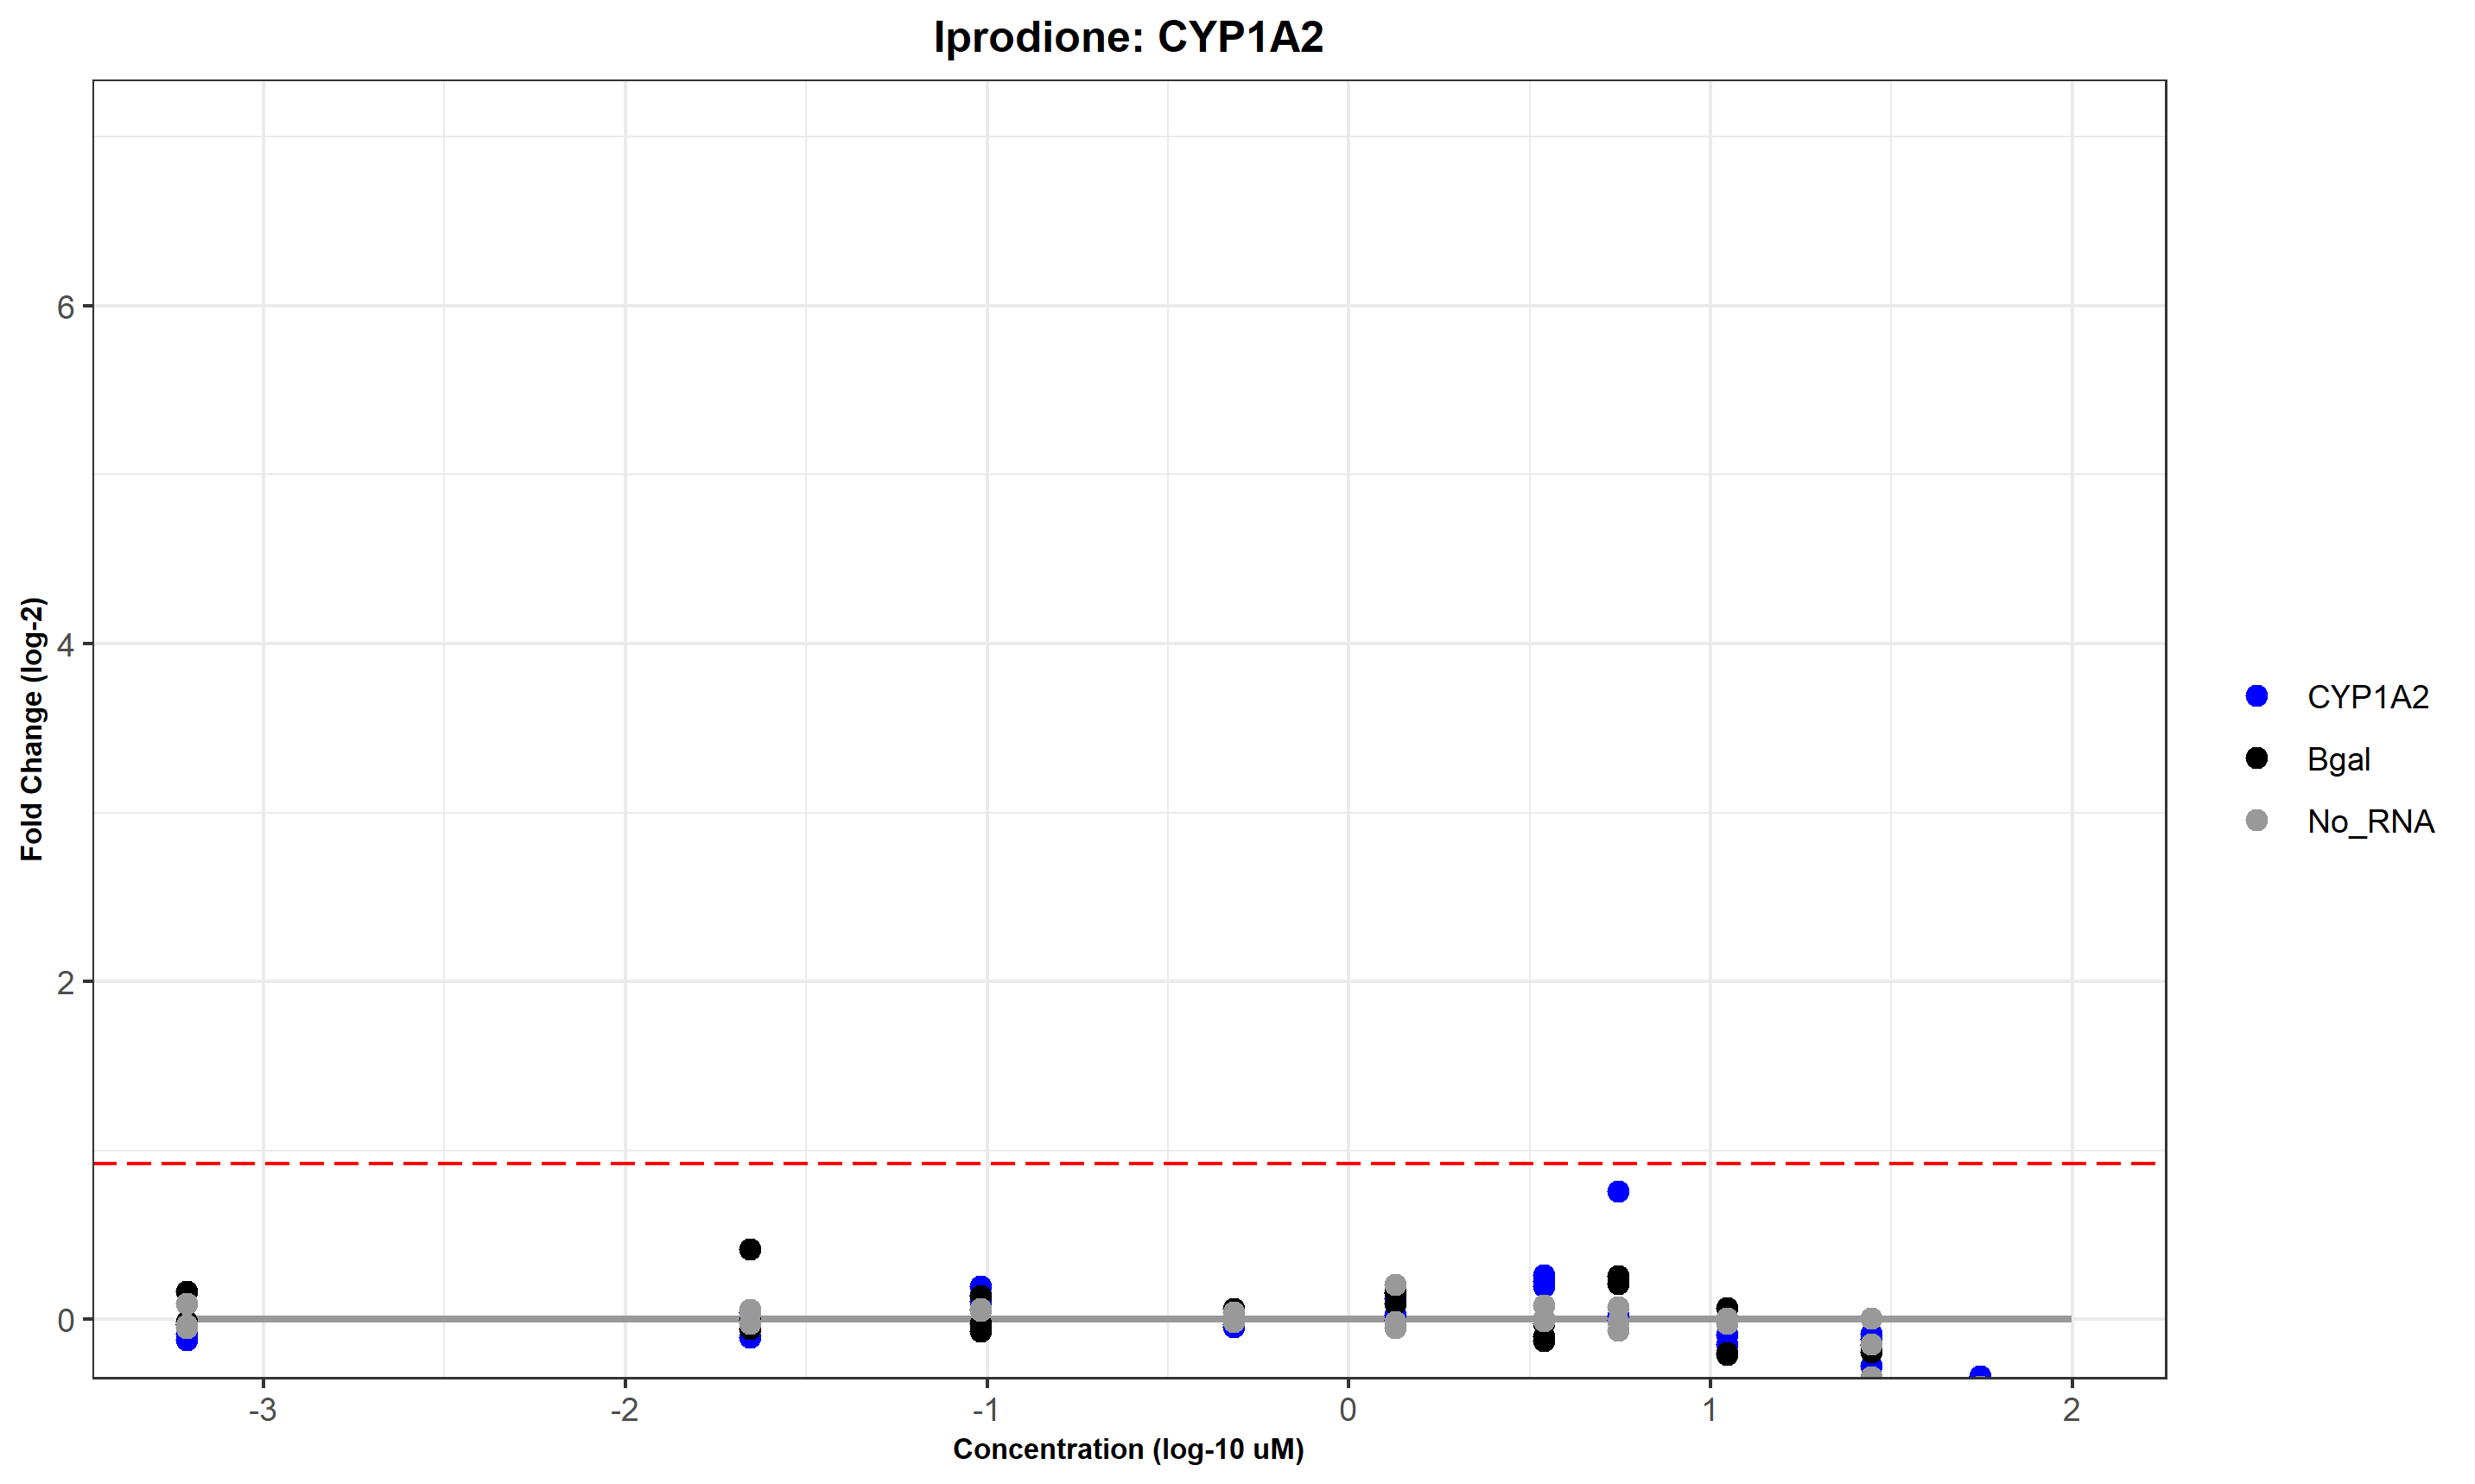 Iprodione: CYP1A2
Fold Change (log-2)
6
4
2
0
-3
-2
-1
0
1
2
Concentration (log-10 uM)
CYP1A2
Bgal
No_RNA